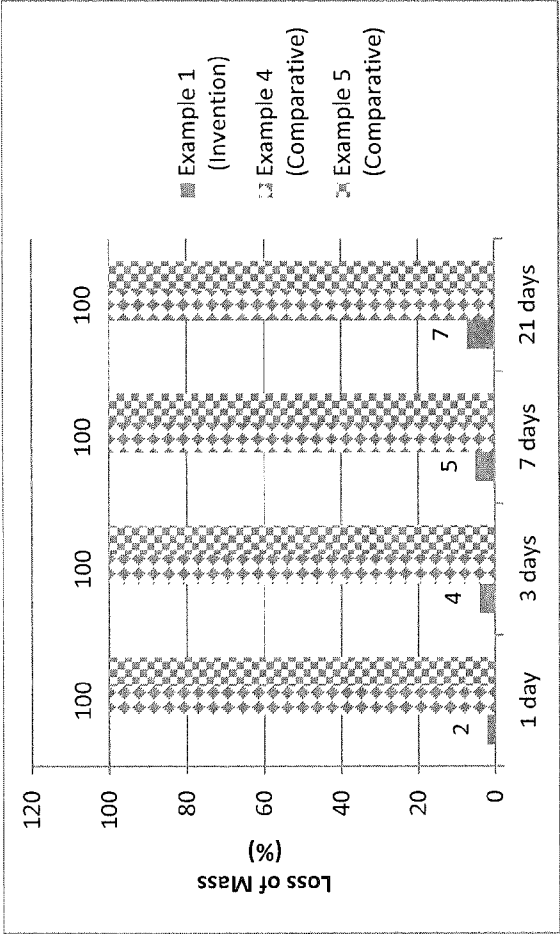 Loss of Mass
(%)
120
100
80
60
40
20
0
2
100
4
100
5
100
7
100
1 day
3 days
7 days
21 days
Example 1
(Invention)
Example 4
(Comparative)
Example 5
(Comparative)